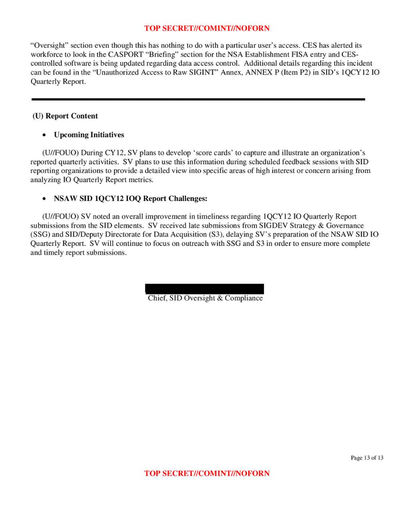 TOP SECRET//COMINT//NOFORN
“Oversight” section even though this has nothing to do with a particular user’s access. CES has alerted its
workforce to look in the CASPORT “Briefing” section for the NSA Establishment FISA entry and CES-
controlled software is being updated regarding data access control. Additional details regarding this incident
can be found in the “Unauthorized Access to Raw SIGINT” Annex, ANNEX P (Item P2) in SID’s 1QCY12 IO
Quarterly Report.
(U) Report Content
• Upcoming Initiatives
(U//FOUO) During CY12, SV plans to develop ‘score cards’ to capture and illustrate an organization’s
reported quarterly activities. SV plans to use this information during scheduled feedback sessions with SID
reporting organizations to provide a detailed view into specific areas of high interest or concern arising from
analyzing IO Quarterly Report metrics.
• NSAW SID 1QCY12 IOQ Report Challenges:
(U//FOUO) SV noted an overall improvement in timeliness regarding 1QCY12 IO Quarterly Report
submissions from the SID elements. SV received late submissions from SIGDEV Strategy & Governance
(SSG) and SID/Deputy Directorate for Data Acquisition (S3), delaying SV’s preparation of the NSAW SID IO
Quarterly Report. SV will continue to focus on outreach with SSG and S3 in order to ensure more complete
and timely report submissions.
Chief, SID Oversight & Compliance
Page 13 of 13
TOP SECRET//COMINT//NOFORN